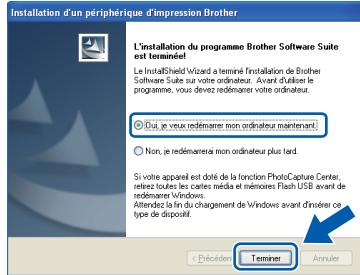 Installation d'un périphérique d'impression Brother
L'installation du programme Brother Software Suite
est terminée!
Le InstallShield Wizard a terminé l'installation de Brother
Software Suite sur votre ordinateur. Avant d'utiliser le
programme, vous devez redémarrer votre ordinateur.
Oui, je veux redémarrer mon ordinateur maintenant.
Non, je redémarrerai mon ordinateur plus tard.
Si votre appareil est doté de la fonction PhotoCapture Center,
retirez toutes les cartes média et mémoires Flash USB avant de
redémarrer Windows.
Attendez la fin du chargement de Windows avant d'insérer ce
type de dispositif.
< Précéden Terminer Annuler